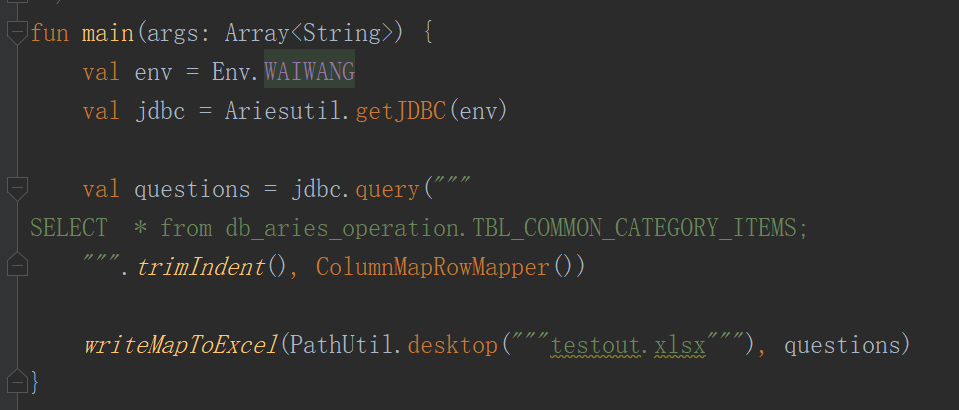 fun main(args: Array<String>) {
    val env = Env.WAIWANG
    val jdbc = Ariesutil.getJDBC(env)
    val questions = jdbc.query("""
SELECT  * from db_aries_operation.TBL_COMMON_CATEGORY_ITEMS;
    """.trimIndent(), ColumnMapRowMapper())
    writeMapToExcel(PathUtil.desktop("""testout.xlsx"""), questions)
}